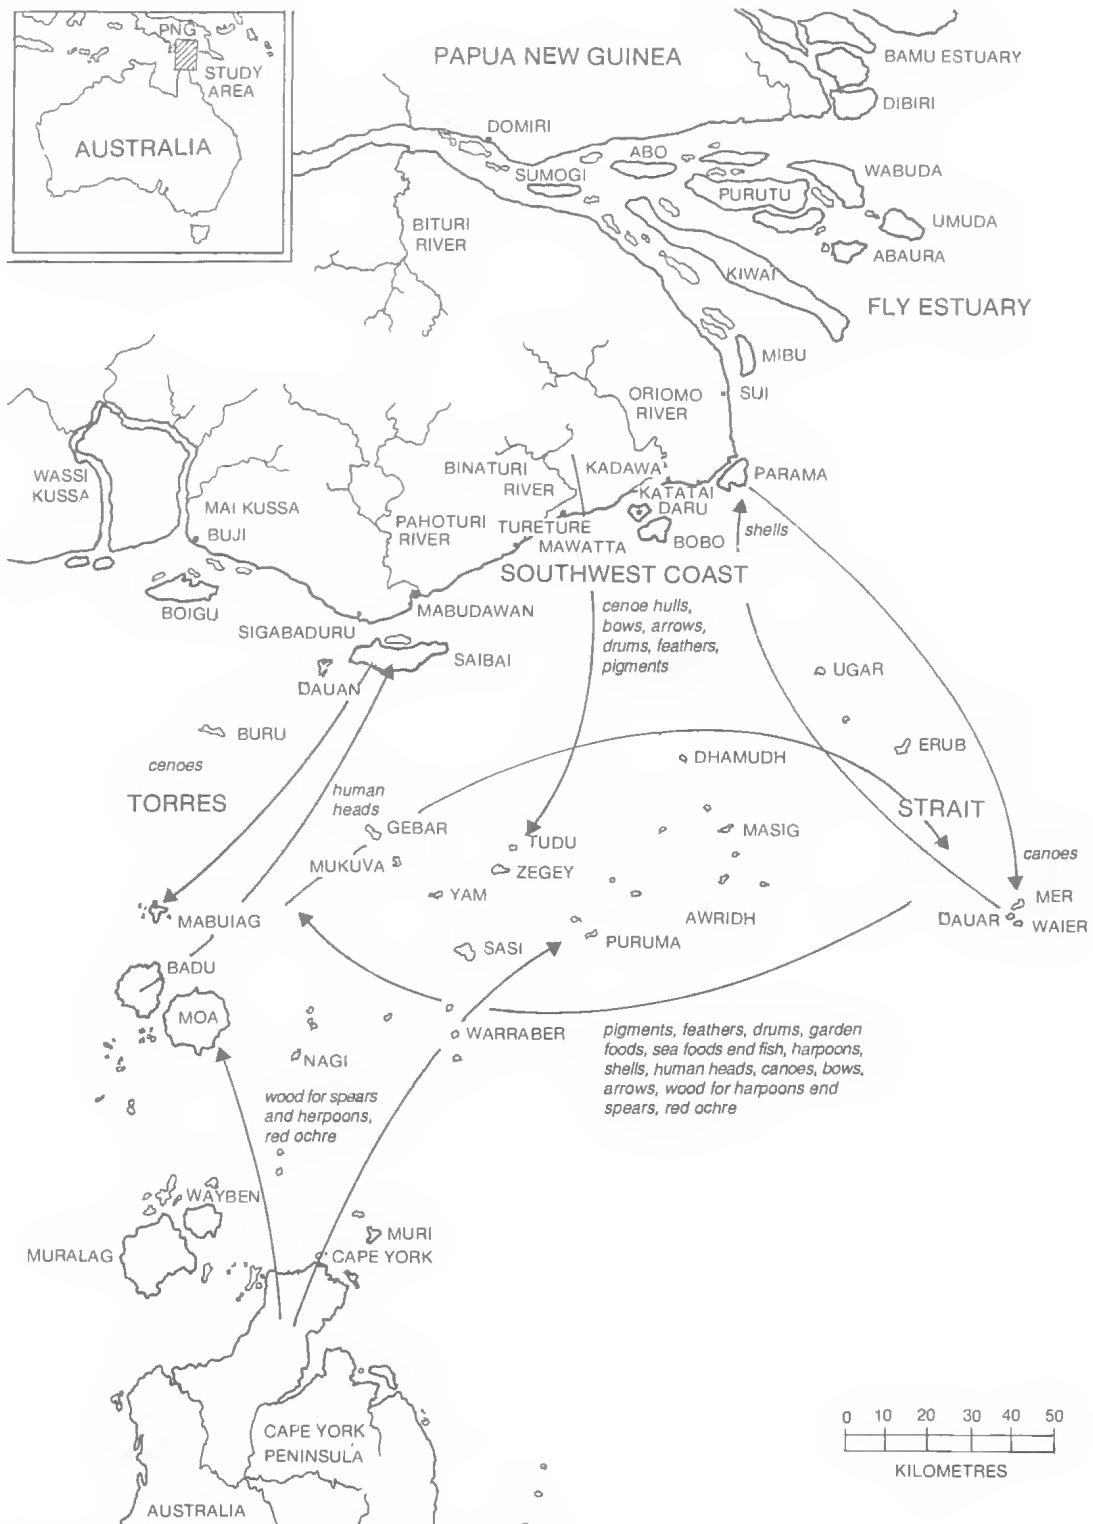 PNG
STUDY
AREA
AUSTRALIA
PAPUA NEW GUINEA
BAMU ESTUARY
DIBIRI
DOMIRI
ABO
SUMOGI
WABUDA
PURUTU
UMUDA
BITURI
RIVER
ABAURA
KIWAI
FLY ESTUARY
MIBU
SUI
ORIOMO
RIVER
WASSI
KUSSA
BINATURI
RIVER
KADAWA
PARAMA
MAI KUSSA
KATATAI
DARU
PAHOTURI
RIVER
TURETURE
shells
BUJI
MAWATTA
BOBO
SOUTHWEST COAST
BOIGU
MABUDAWAN
cenoe hulls,
bows, arrows,
drums, feathers,
pigments
SIGABADURU
SAIBAI
DAUAN
UGAR
BURU
ERUB
cenoes
DHAMUDH
TORRES
human
heads
STRAIT
GEBAR
MASIG
TUDU
MUKUVA
ZEGEY
canoes
YAM
MER
MABUIAG
AWRIDH
DAUAR
WAIER
SASI
PURUMA
BADU
MOA
WARRABER
NAGI
pigments, feathers, drums, garden
foods, sea foods end fish, harpoons,
shells, human heads, canoes, bows,
arrows, wood for harpoons end
spears, red ochre
wood for spears
and herpoons,
red ochre
WAYBEN
MURI
MURALAG
CAPE YORK
0 10 20 30 40 50
KILOMETRES
CAPE YORK
PENINSULA
AUSTRALIA